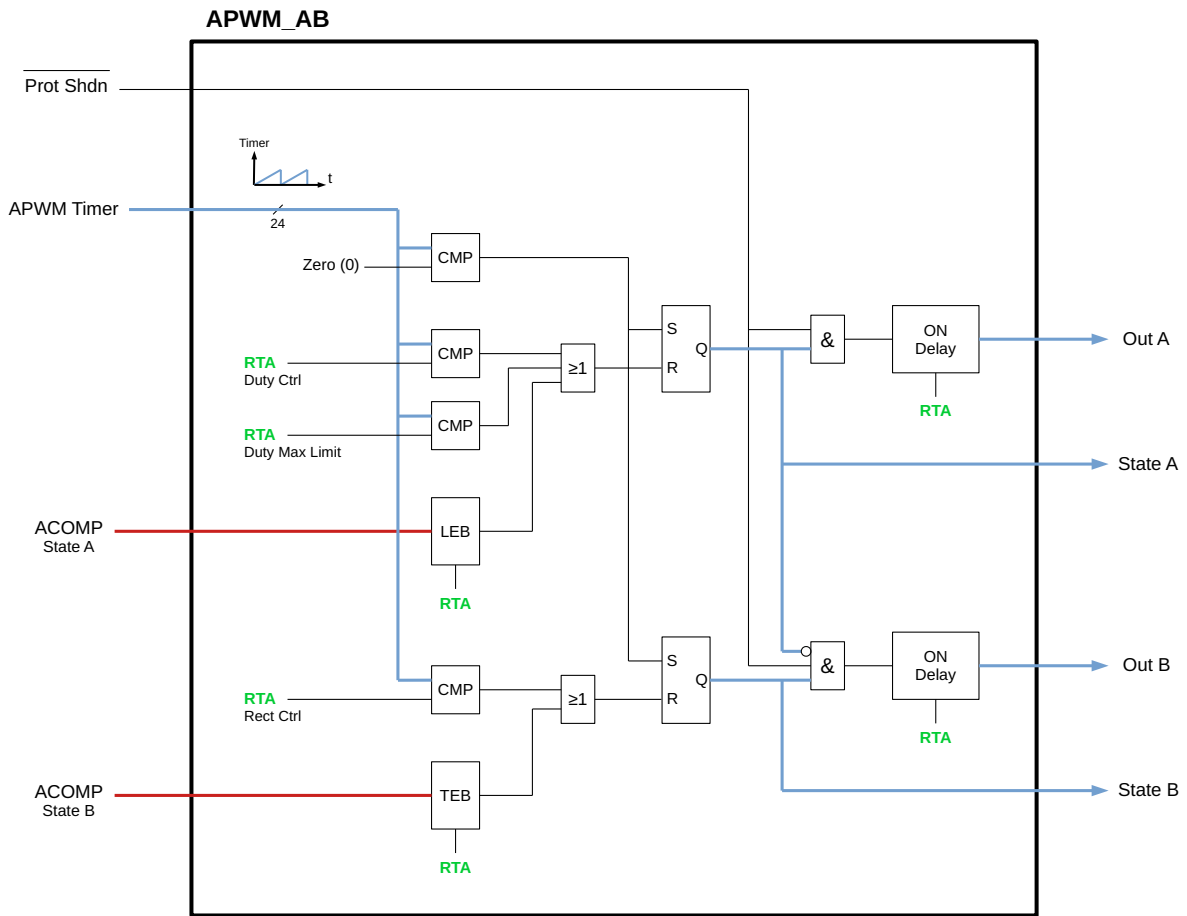 APWM_AB
Prot Shdn
Timer
t
APWM Timer
24
CMP
Zero (0)
S
ON
Delay
Q
&
Out A
CMP
RTA
Duty Ctrl
≥1
R
RTA
CMP
RTA
Duty Max Limit
State A
ACOMP
State A
LEB
RTA
S
ON
Delay
Q
&
Out B
CMP
RTA
Rect Ctrl
≥1
R
RTA
ACOMP
State B
TEB
State B
RTA